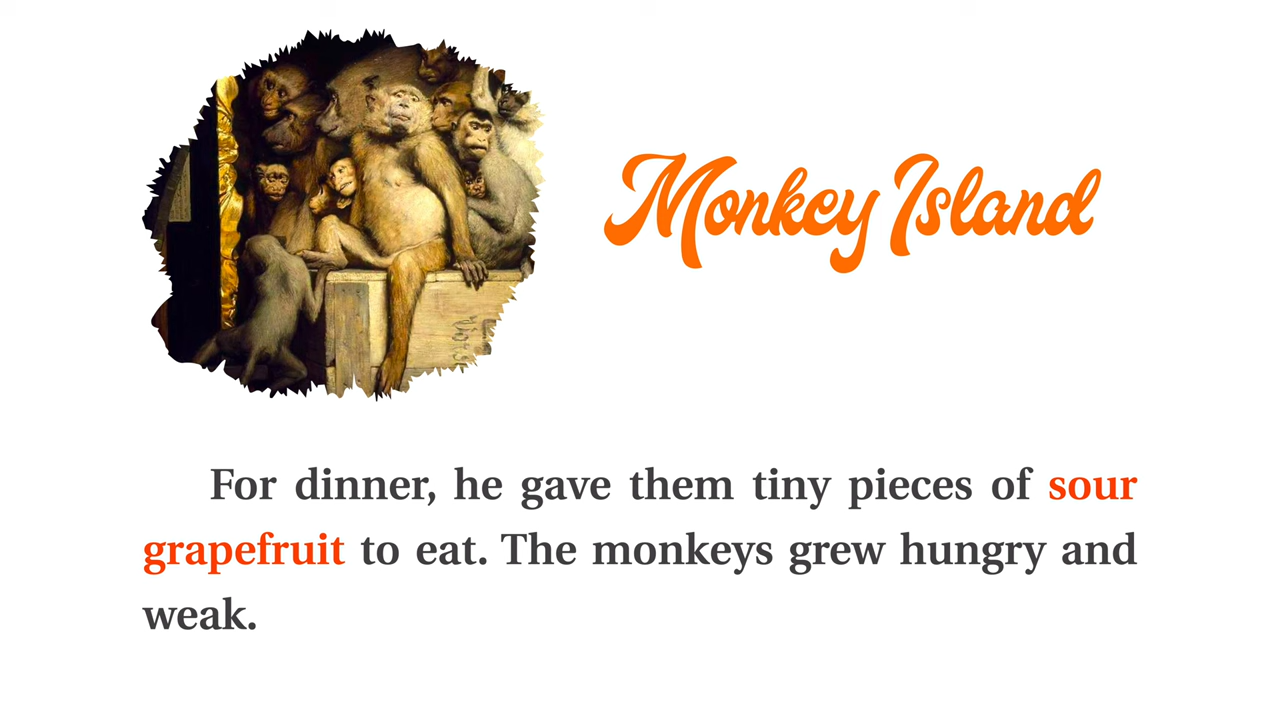 Monkey Island
For dinner, he gave them tiny pieces of sour
grapefruit to eat. The monkeys grew hungry and
weak.